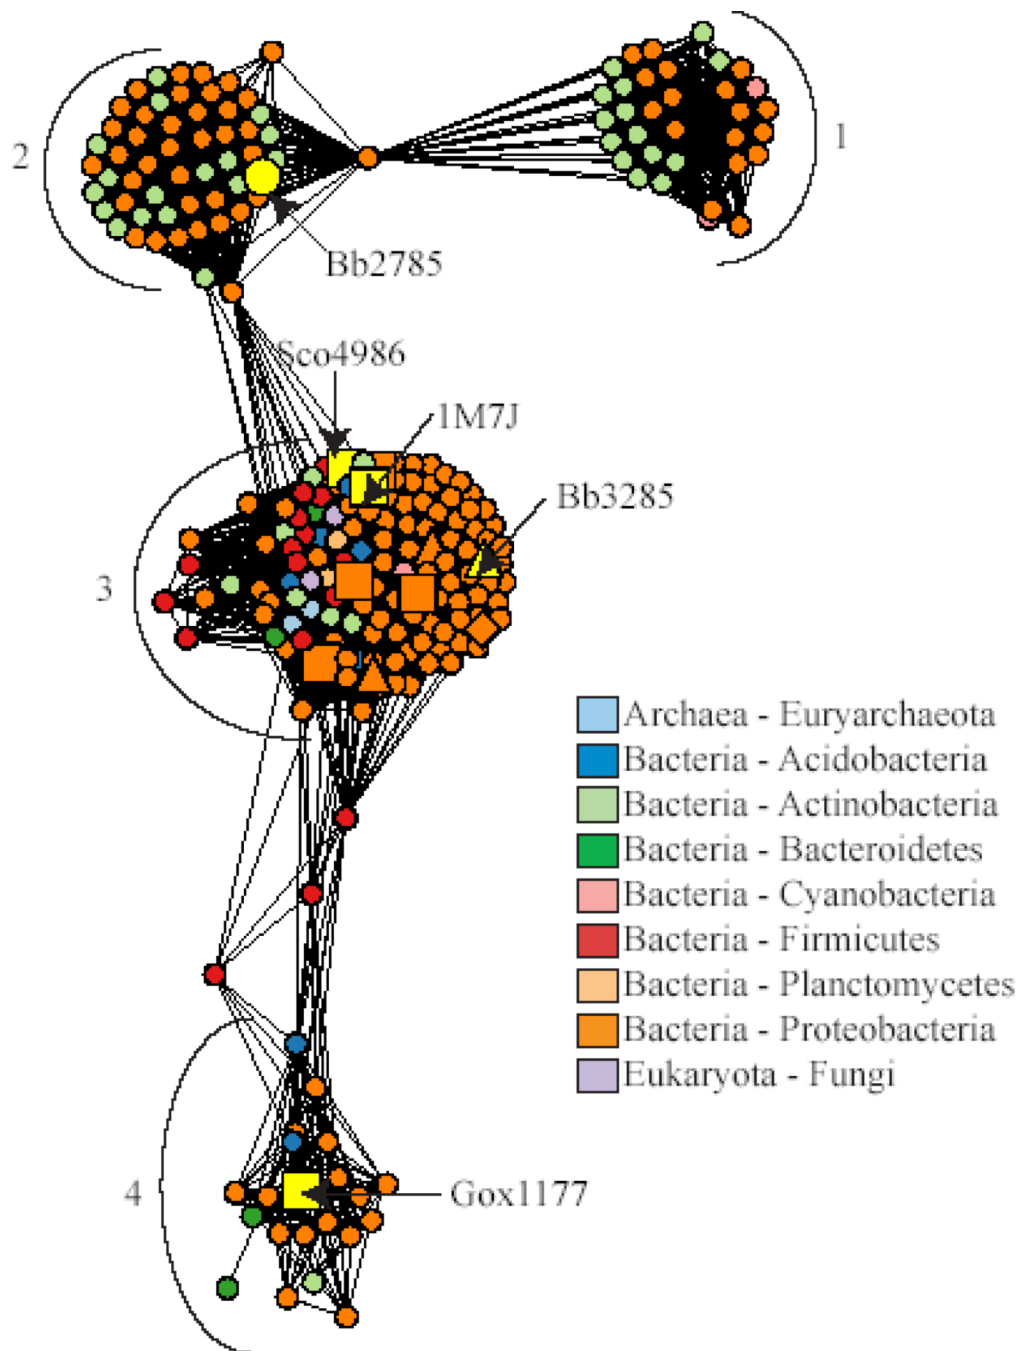 2
1
Bb2785
Sco4986
1M7J
Bb3285
3
Archaea - Euryarchaeota
Bacteria - Acidobacteria
Bacteria - Actinobacteria
Bacteria - Bacteroidetes
Bacteria - Cyanobacteria
Bacteria - Firmicutes
Bacteria - Planctomycetes
Bacteria - Proteobacteria
Eukaryota - Fungi
4
Gox1177